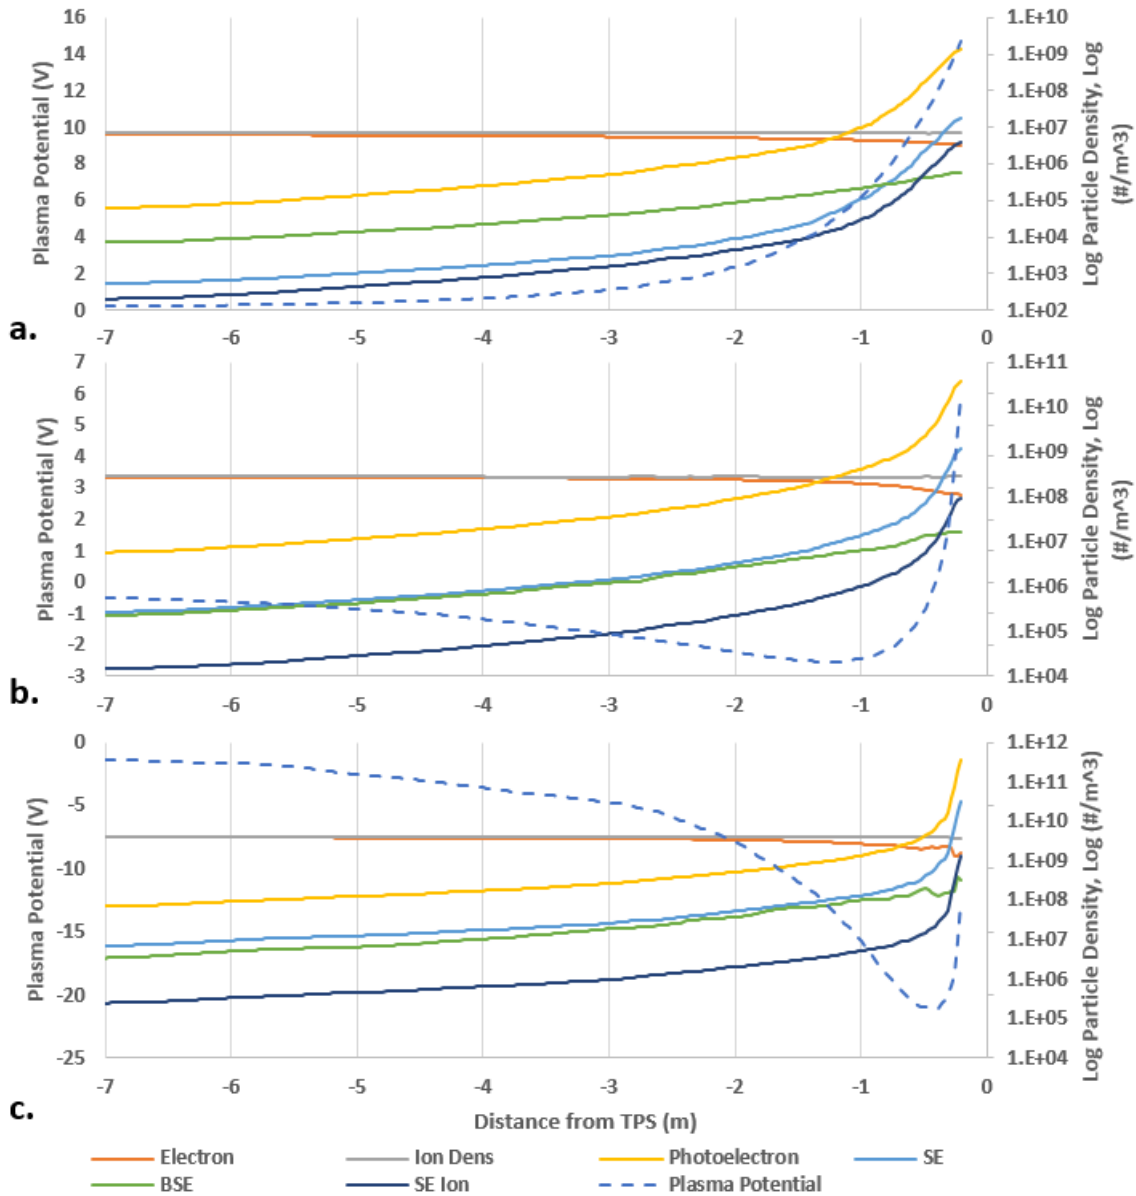 16
14
12
10
8
6
4
2
0
Plasma Potential (V)
1.E+10
1.E+09
1.E+08
1.E+07
1.E+06
1.E+05
1.E+04
1.E+03
1.E+02
Log Particle Density, Log
(#/m^3)
-7 -6 -5 -4 -3 -2 -1 0
a.
7
6
5
4
3
2
1
0
-1
-2
-3
Plasma Potential (V)
1.E+11
1.E+10
1.E+09
1.E+08
1.E+07
1.E+06
1.E+05
1.E+04
Log Particle Density, Log
(#/m^3)
-7 -6 -5 -4 -3 -2 -1 0
b.
0
-5
-10
-15
-20
-25
Plasma Potential (V)
1.E+12
1.E+11
1.E+10
1.E+09
1.E+08
1.E+07
1.E+06
1.E+05
1.E+04
Log Particle Density, Log (#/m^3)
-7 -6 -5 -4 -3 -2 -1 0
c.
Distance from TPS (m)
Electron Ion Dens Photoelectron SE
BSE SE Ion Plasma Potential